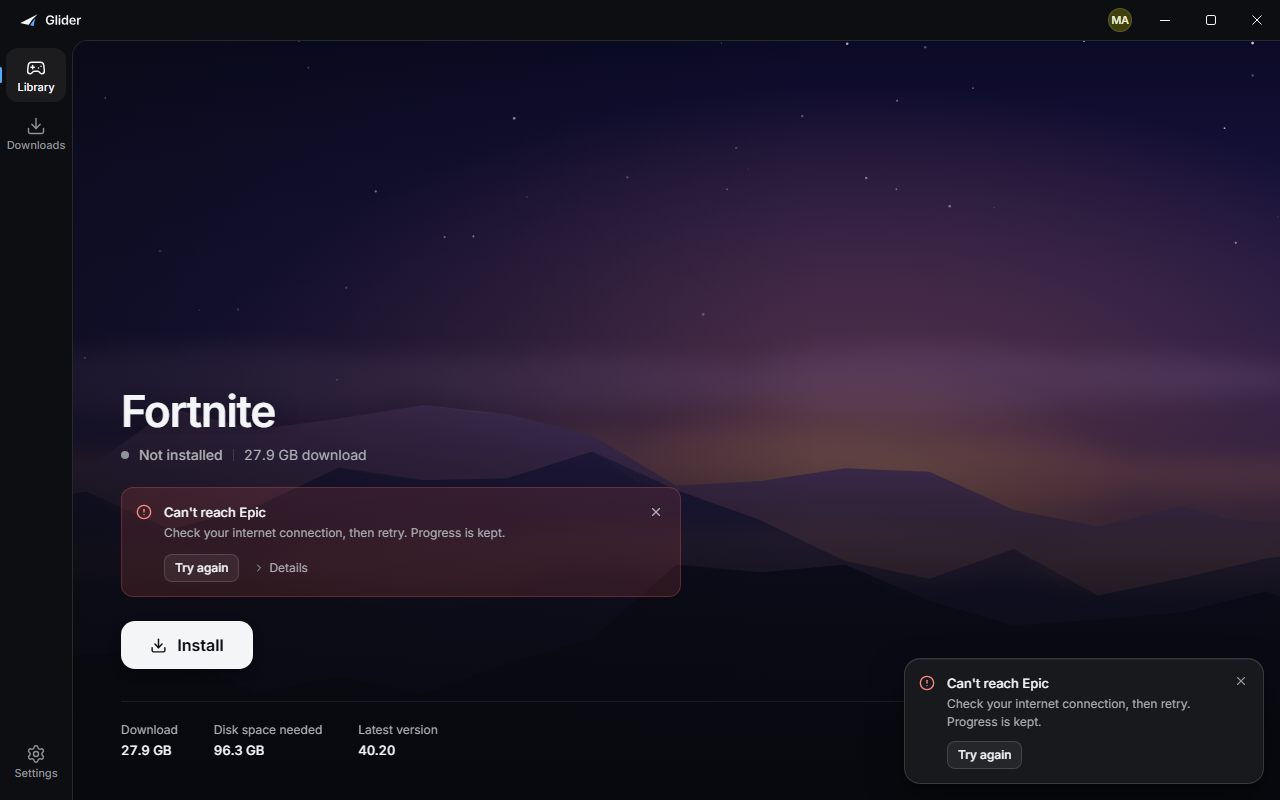 Glider
MA
Library
Downloads
Fortnite
Not installed
27.9 GB download
Can't reach Epic
Check your internet connection, then retry. Progress is kept.
Try again
Details
Install
Download
27.9 GB
Disk space needed
96.3 GB
Latest version
40.20
Can't reach Epic
Check your internet connection, then retry.
Progress is kept.
Try again
Settings